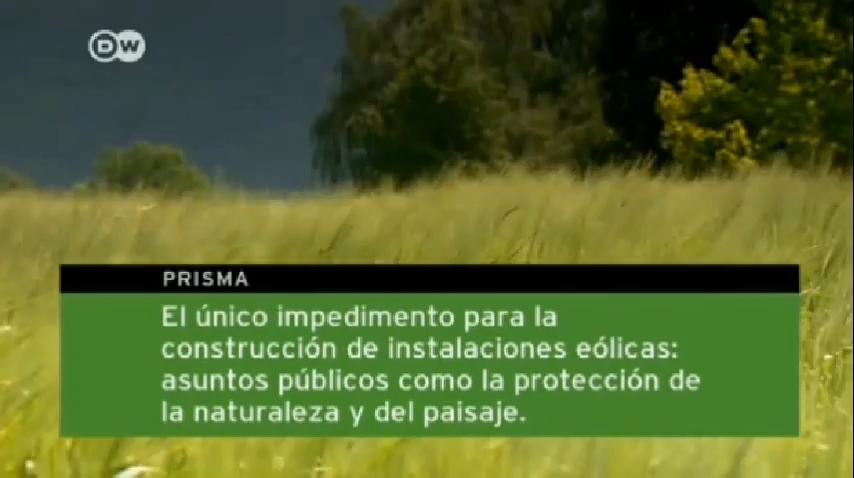 DW
PRISMA
El único impedimento para la
construcción de instalaciones eólicas:
asuntos públicos como la protección de
la naturaleza y del paisaje.